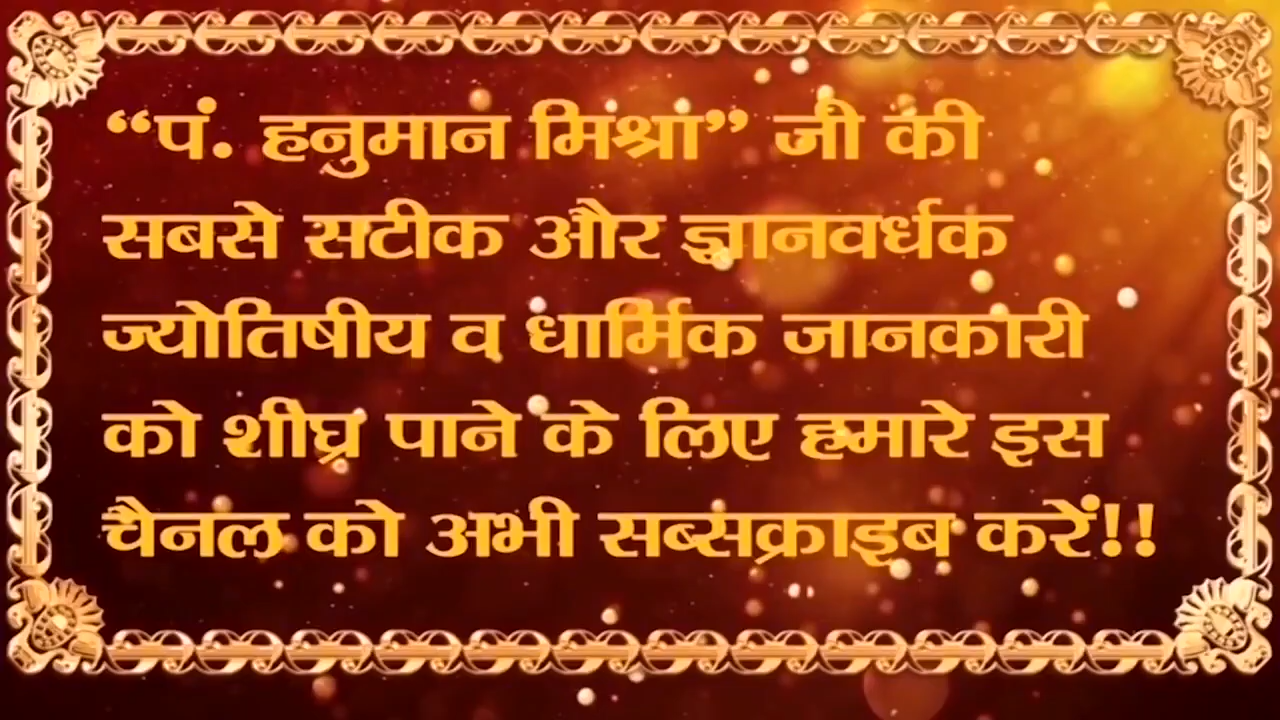 “पं. हनुमान मिश्रा” जी की
सबसे सटीक और ज्ञानवर्धक
ज्योतिषीय व धार्मिक जानकारी
को शीघ्र पाने के लिए हमारे इस
चैनल को अभी सब्सक्राइब करें!!